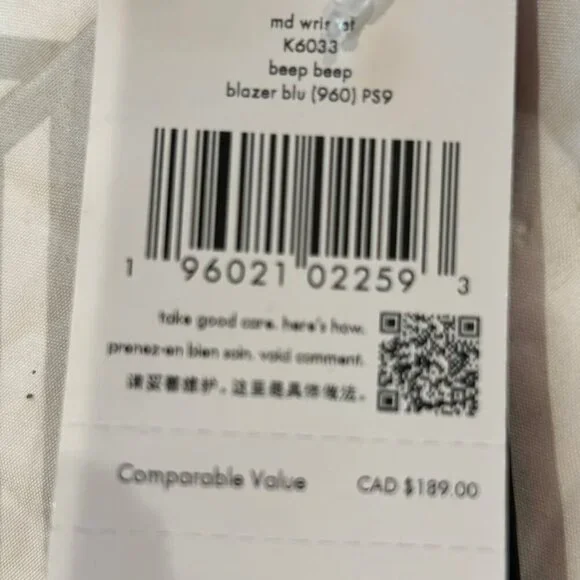 md
K6033
beep beep
blazer blu (960) PS9
1 96021 02259 3
take good care. here's how.
prenez-en bien soin. voici comment.
请妥善维护。这里是具体做法。
Comparable Value CAD $189.00